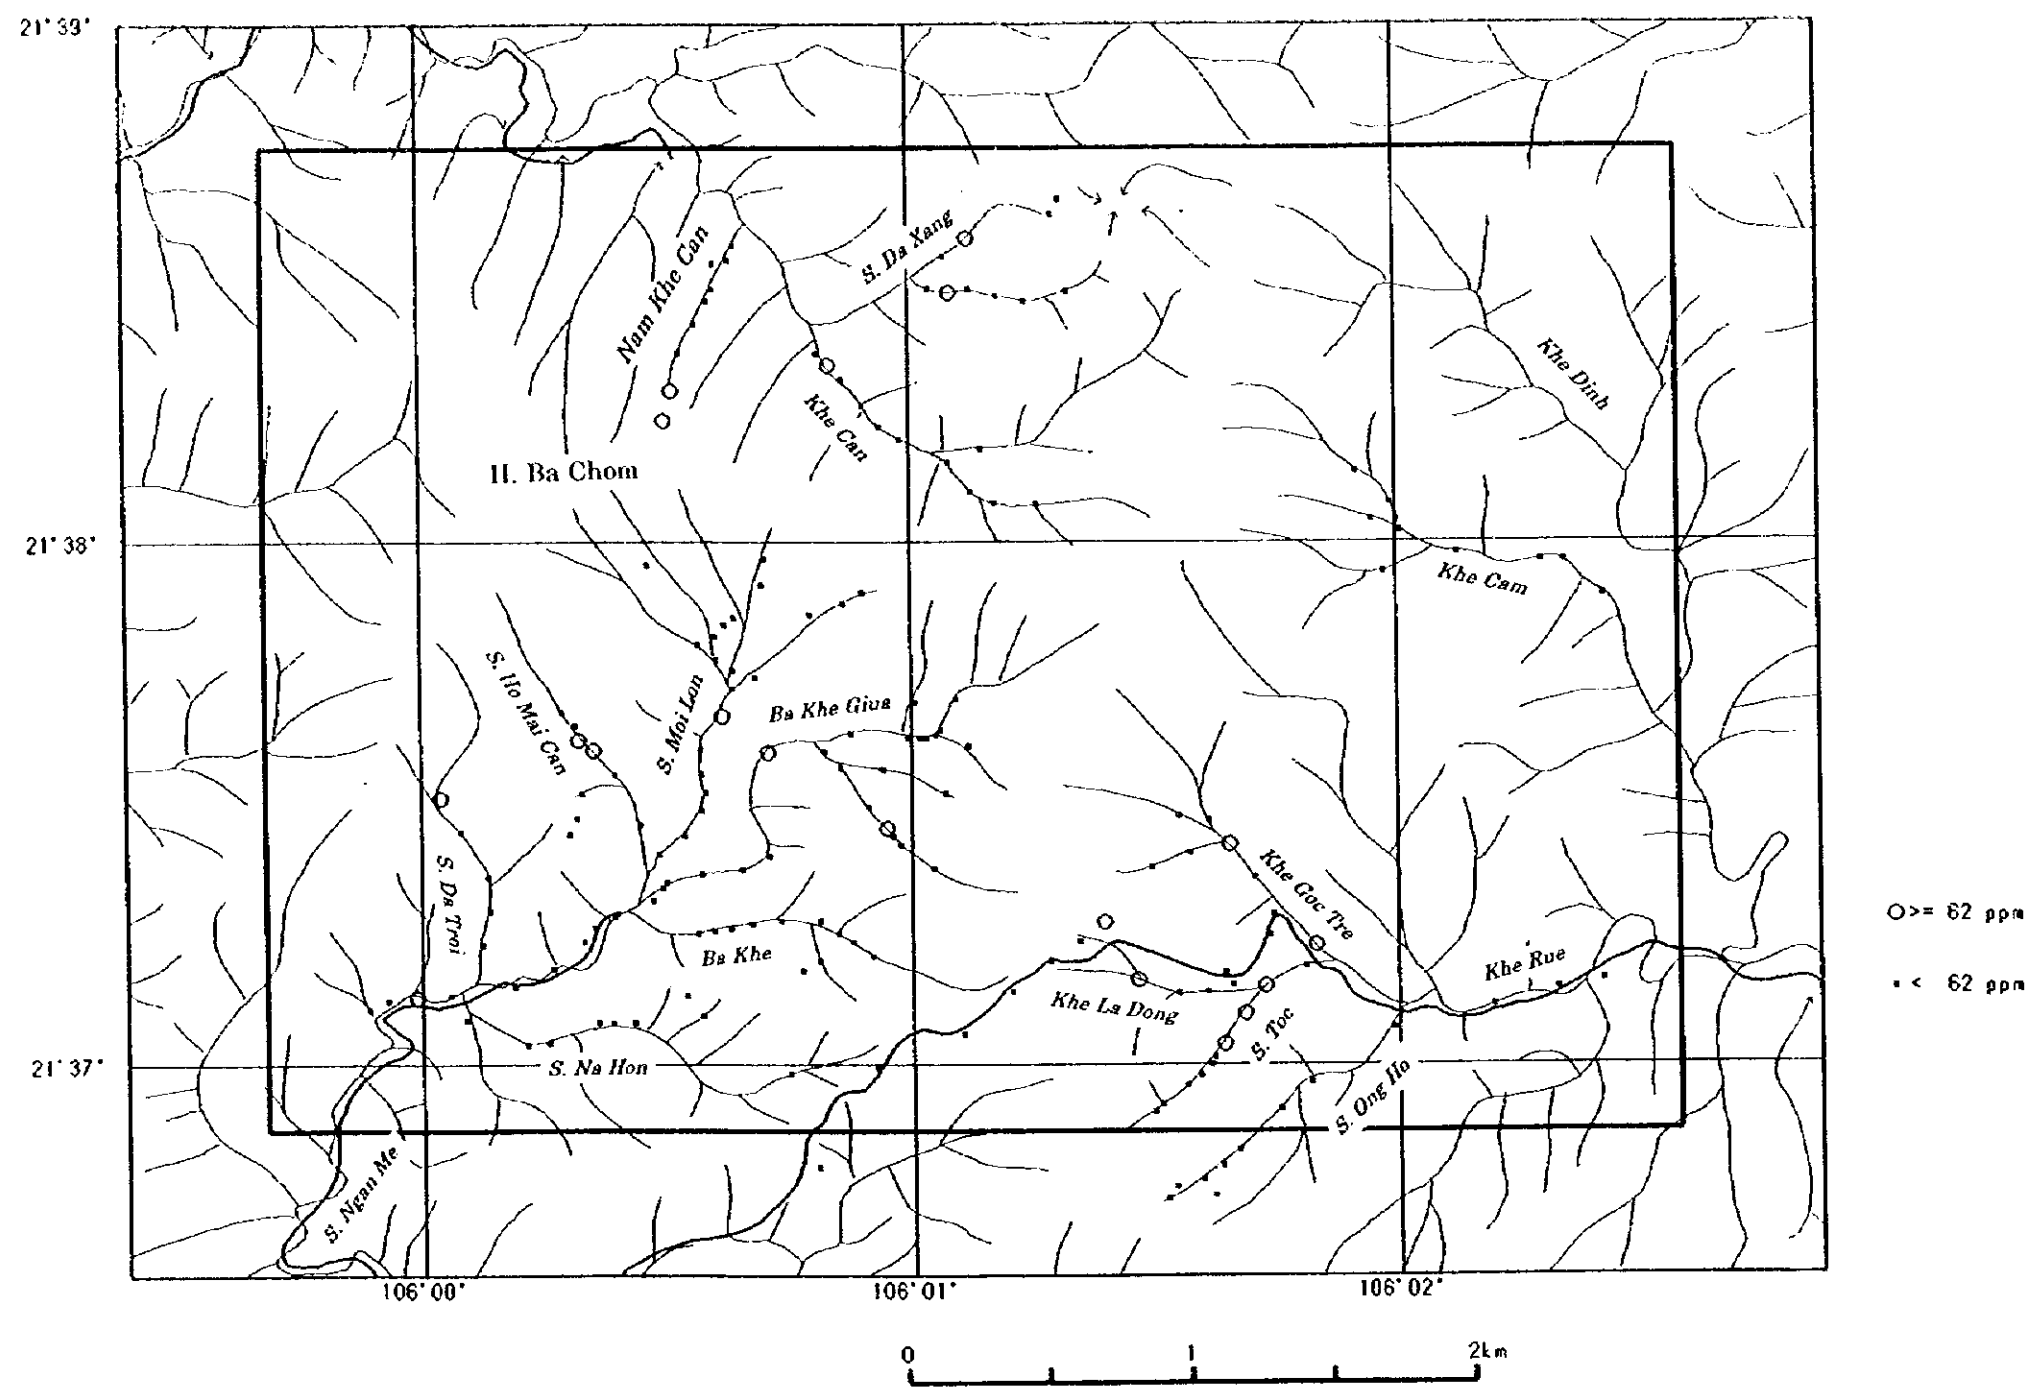 21°39'
S. Da Xang
Nam Khe Can
Khe Dinh
Khe Can
II. Ba Chom
21°38'
Khe Cam
S. Ho Mai Can
S. Moi Lon
Ba Khe Giua
S. Da Troi
Khe Goc Tre
○>= 62 ppm
Ba Khe
Khe Rue
▪< 62 ppm
Khe La Dong
S. Toc
21°37'
S. Na Hon
S. Ong Ho
S. Ngan Me
106°00'
106°01'
106°02'
0 1 2km